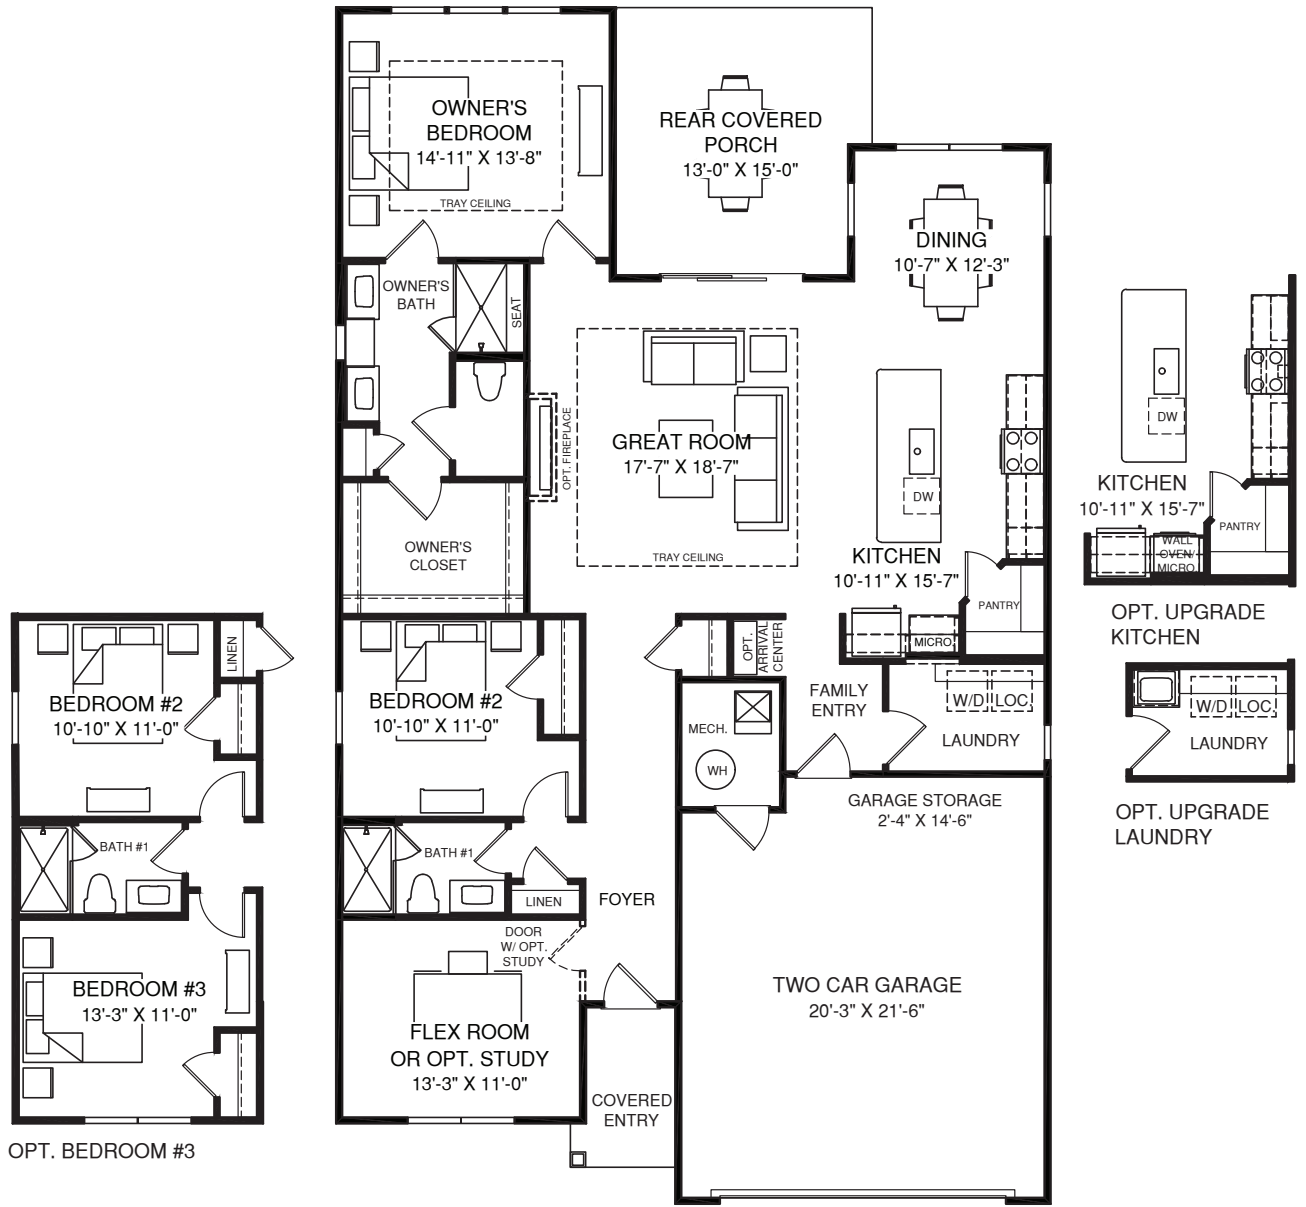 OWNER'S
BEDROOM
14'-11" X 13'-8"
TRAY CEILING
REAR COVERED
PORCH
13'-0" X 15'-0"
DINING
10'-7" X 12'-3"
OWNER'S
BATH
SEAT
OPT. FIREPLACE
GREAT ROOM
17'-7" X 18'-7"
TRAY CEILING
DW
KITCHEN
10'-11" X 15'-7"
PANTRY
MICRO
OWNER'S
CLOSET
DW
KITCHEN
10'-11" X 15'-7"
PANTRY
WALL
OVEN/
MICRO
OPT. UPGRADE
KITCHEN
LINEN
BEDROOM #2
10'-10" X 11'-0"
BATH #1
BEDROOM #3
13'-3" X 11'-0"
OPT. BEDROOM #3
BEDROOM #2
10'-10" X 11'-0"
OPT.
ARRIVAL
CENTER
MECH.
WH
FAMILY
ENTRY
W/D
LOC.
LAUNDRY
W/D
LOC.
LAUNDRY
OPT. UPGRADE
LAUNDRY
GARAGE STORAGE
2'-4" X 14'-6"
BATH #1
LINEN
FOYER
DOOR
W/ OPT.
STUDY
FLEX ROOM
OR OPT. STUDY
13'-3" X 11'-0"
COVERED
ENTRY
TWO CAR GARAGE
20'-3" X 21'-6"